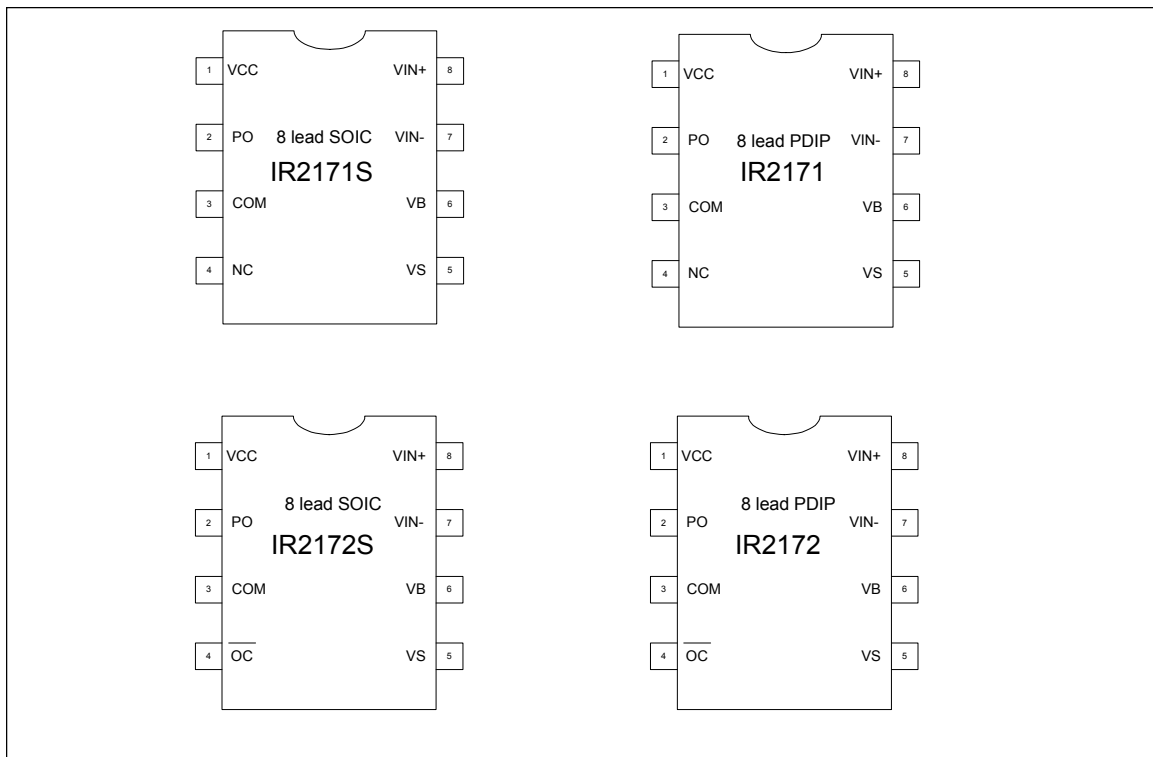 1 VCC VIN+ 8
2 PO 8 lead SOIC VIN- 7
IR2171S
3 COM VB 6
4 NC VS 5
1 VCC VIN+ 8
2 PO 8 lead PDIP VIN- 7
IR2171
3 COM VB 6
4 NC VS 5
1 VCC VIN+ 8
8 lead SOIC
2 PO VIN- 7
IR2172S
3 COM VB 6
4 O̅C̅ VS 5
1 VCC VIN+ 8
8 lead PDIP
2 PO VIN- 7
IR2172
3 COM VB 6
4 O̅C̅ VS 5